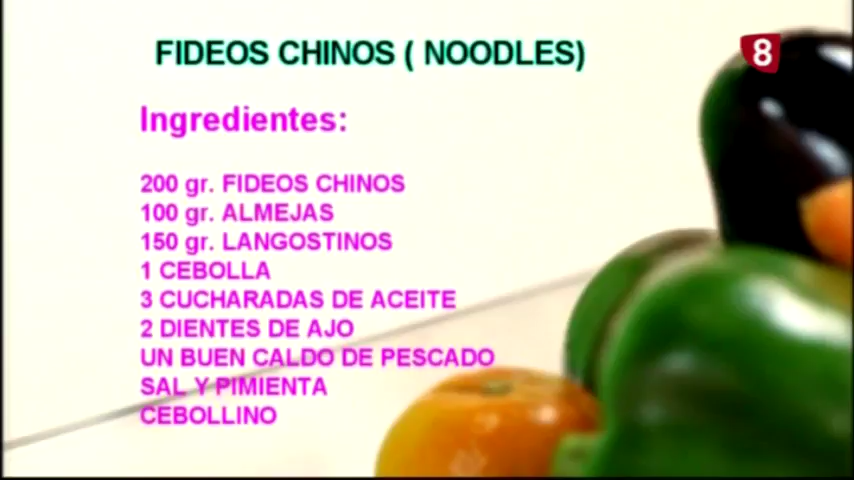 FIDEOS CHINOS ( NOODLES)
8
Ingredientes:
200 gr. FIDEOS CHINOS
100 gr. ALMEJAS
150 gr. LANGOSTINOS
1 CEBOLLA
3 CUCHARADAS DE ACEITE
2 DIENTES DE AJO
UN BUEN CALDO DE PESCADO
SAL Y PIMIENTA
CEBOLLINO